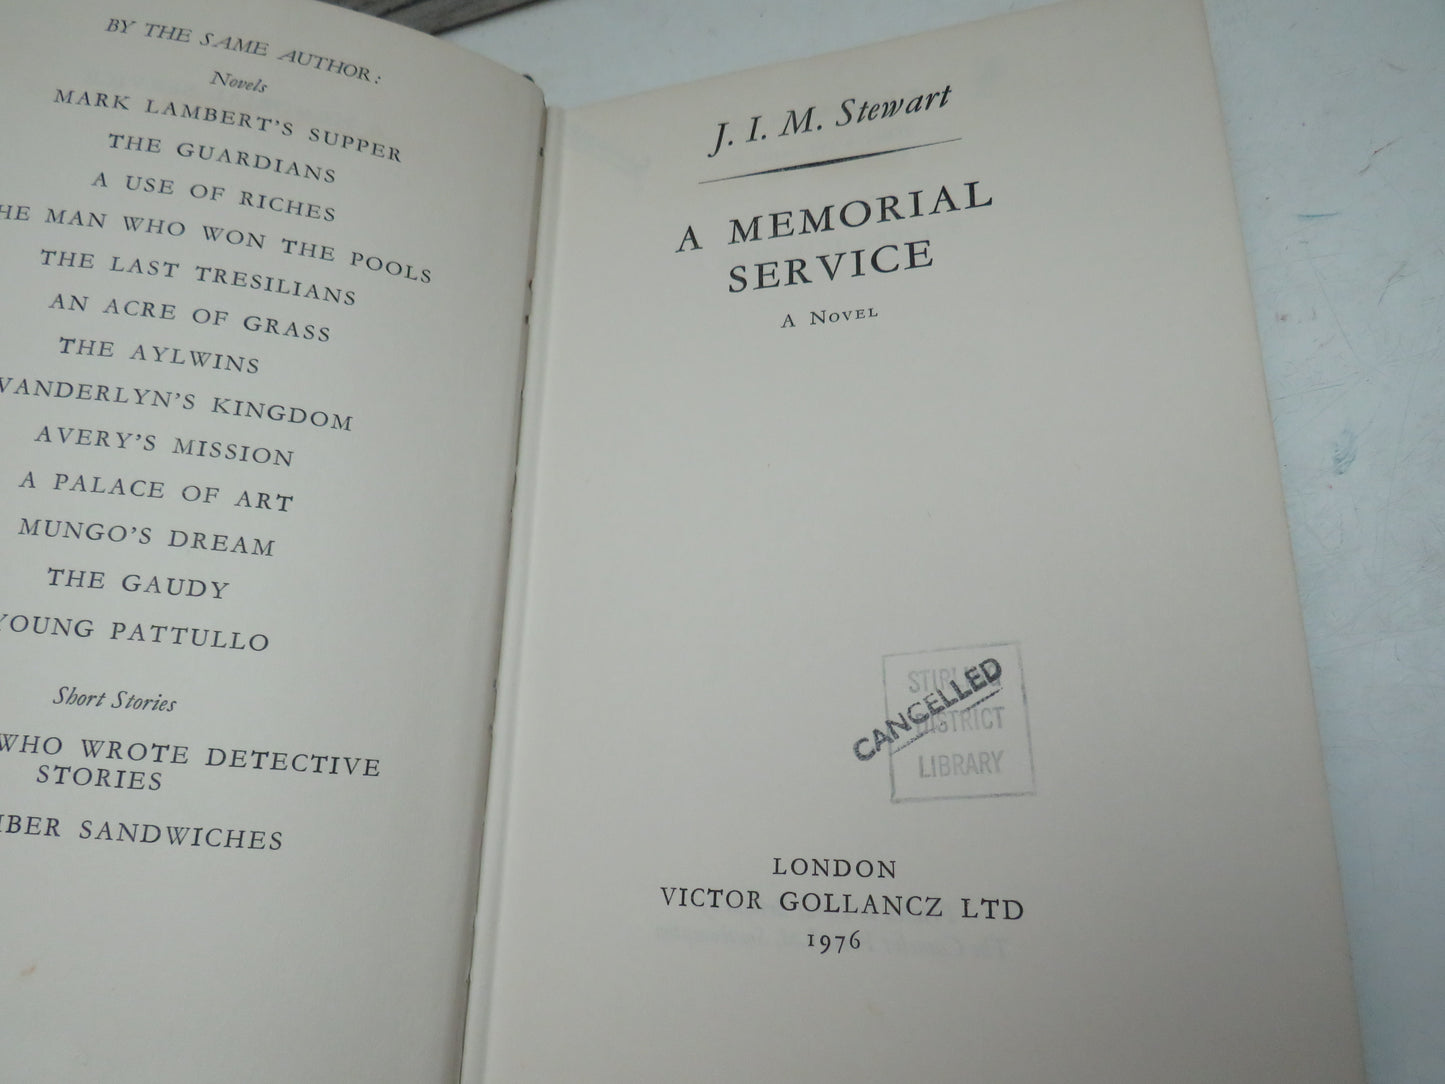 BY THE SAME AUTHOR:
Novels
MARK LAMBERT'S SUPPER
THE GUARDIANS
A USE OF RICHES
HE MAN WHO WON THE POOLS
THE LAST TRESILIANS
AN ACRE OF GRASS
THE AYLWINS
VANDERLYN'S KINGDOM
AVERY'S MISSION
A PALACE OF ART
MUNGO'S DREAM
THE GAUDY
YOUNG PATTULLO
Short Stories
WHO WROTE DETECTIVE
STORIES
BER SANDWICHES
J. I. M. Stewart
A MEMORIAL
SERVICE
A NOVEL
STIRLING
DISTRICT
LIBRARY
CANCELLED
LONDON
VICTOR GOLLANCZ LTD
1976